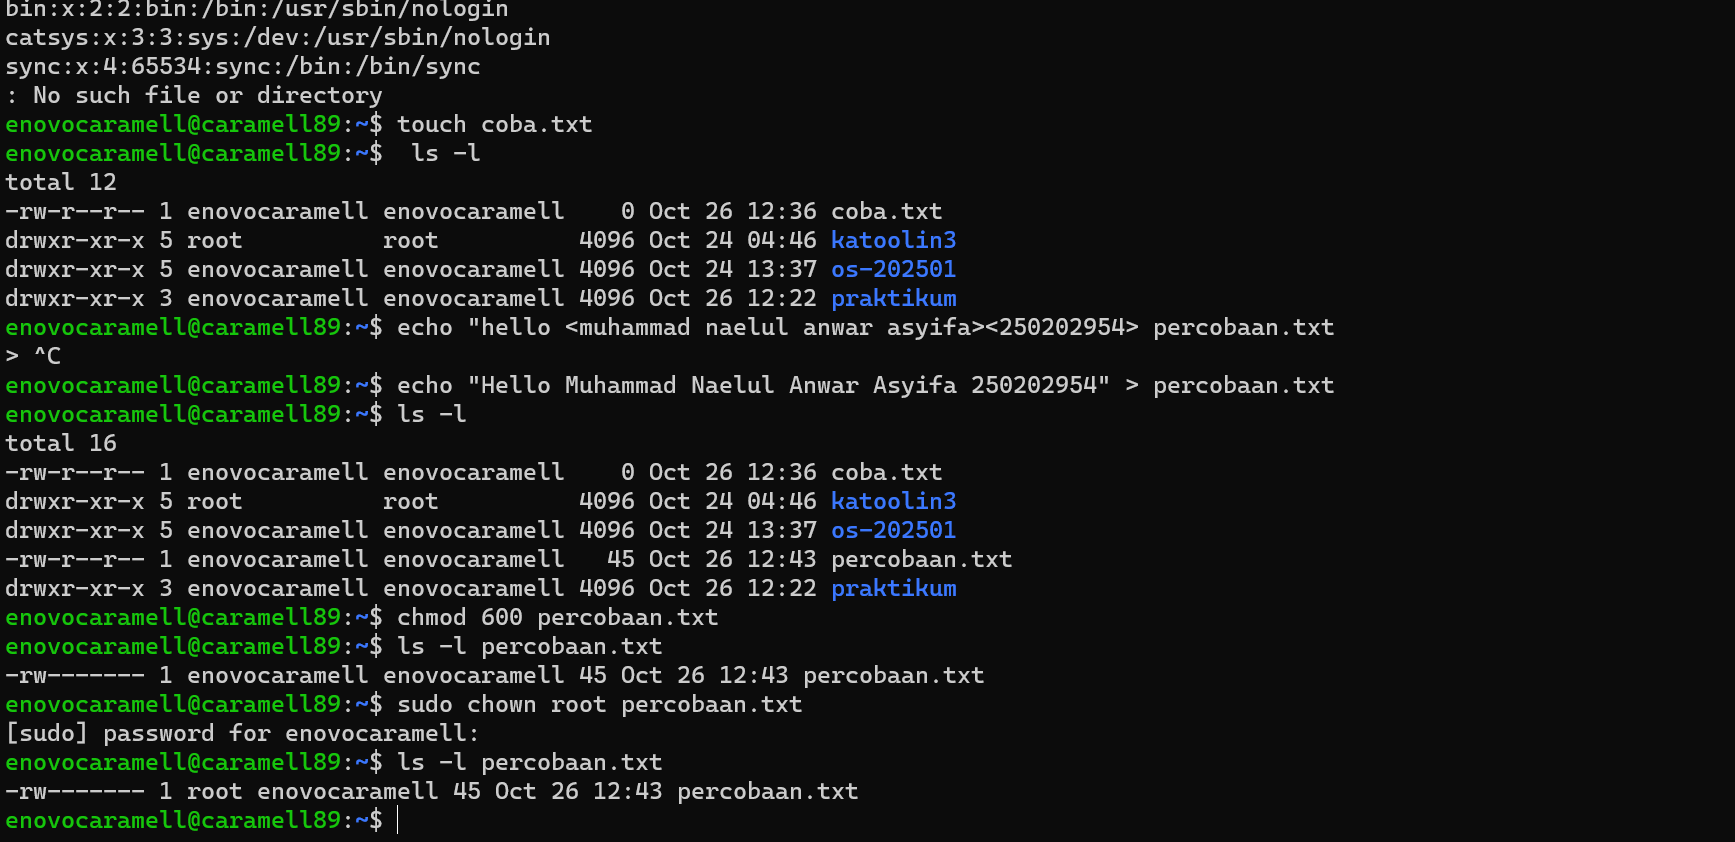 bin:x:2:2:bin:/bin:/usr/sbin/nologin
catsys:x:3:3:sys:/dev:/usr/sbin/nologin
sync:x:4:65534:sync:/bin:/bin/sync
: No such file or directory
enovocaramell@caramell89:~$ touch coba.txt
enovocaramell@caramell89:~$  ls -l
total 12
-rw-r--r-- 1 enovocaramell enovocaramell    0 Oct 26 12:36 coba.txt
drwxr-xr-x 5 root          root          4096 Oct 24 04:46 katoolin3
drwxr-xr-x 5 enovocaramell enovocaramell 4096 Oct 24 13:37 os-202501
drwxr-xr-x 3 enovocaramell enovocaramell 4096 Oct 26 12:22 praktikum
enovocaramell@caramell89:~$ echo "hello <muhammad naelul anwar asyifa><250202954> percobaan.txt
> ^C
enovocaramell@caramell89:~$ echo "Hello Muhammad Naelul Anwar Asyifa 250202954" > percobaan.txt
enovocaramell@caramell89:~$ ls -l
total 16
-rw-r--r-- 1 enovocaramell enovocaramell    0 Oct 26 12:36 coba.txt
drwxr-xr-x 5 root          root          4096 Oct 24 04:46 katoolin3
drwxr-xr-x 5 enovocaramell enovocaramell 4096 Oct 24 13:37 os-202501
-rw-r--r-- 1 enovocaramell enovocaramell   45 Oct 26 12:43 percobaan.txt
drwxr-xr-x 3 enovocaramell enovocaramell 4096 Oct 26 12:22 praktikum
enovocaramell@caramell89:~$ chmod 600 percobaan.txt
enovocaramell@caramell89:~$ ls -l percobaan.txt
-rw------- 1 enovocaramell enovocaramell 45 Oct 26 12:43 percobaan.txt
enovocaramell@caramell89:~$ sudo chown root percobaan.txt
[sudo] password for enovocaramell:
enovocaramell@caramell89:~$ ls -l percobaan.txt
-rw------- 1 root enovocaramell 45 Oct 26 12:43 percobaan.txt
enovocaramell@caramell89:~$